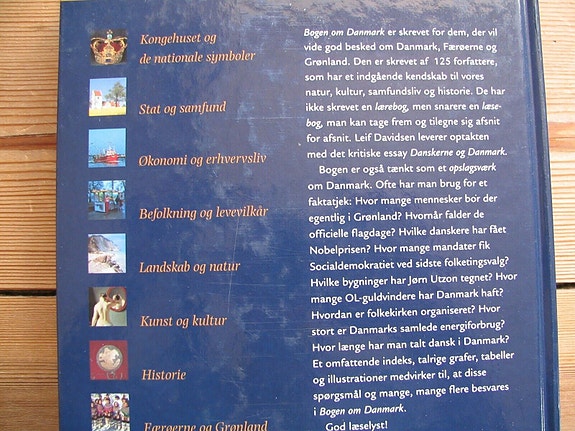 Kongehuset og
de nationale symboler
Stat og samfund
Økonomi og erhvervsliv
Befolkning og levevilkår
Landskab og natur
Kunst og kultur
Historie
Færøerne og Grønland
Bogen om Danmark er skrevet for dem, der vil
vide god besked om Danmark, Færøerne og
Grønland. Den er skrevet af 125 forfattere,
som har et indgående kendskab til vores
natur, kultur, samfundsliv og historie. De har
ikke skrevet en lærebog, men snarere en læse-
bog, man kan tage frem og tilegne sig afsnit
for afsnit. Leif Davidsen leverer optakten
med det kritiske essay Danskerne og Danmark.
Bogen er også tænkt som et opslagsværk
om Danmark. Ofte har man brug for et
faktatjek: Hvor mange mennesker bor der
egentlig i Grønland? Hvornår falder de
officielle flagdage? Hvilke danskere har fået
Nobelprisen? Hvor mange mandater fik
Socialdemokratiet ved sidste folketingsvalg?
Hvilke bygninger har Jørn Utzon tegnet? Hvor
mange OL-guldvindere har Danmark haft?
Hvordan er folkekirken organiseret? Hvor
stort er Danmarks samlede energiforbrug?
Hvor længe har man talt dansk i Danmark?
Et omfattende indeks, talrige grafer, tabeller
og illustrationer medvirker til, at disse
spørgsmål og mange, mange flere besvares
i Bogen om Danmark.
God læselyst!